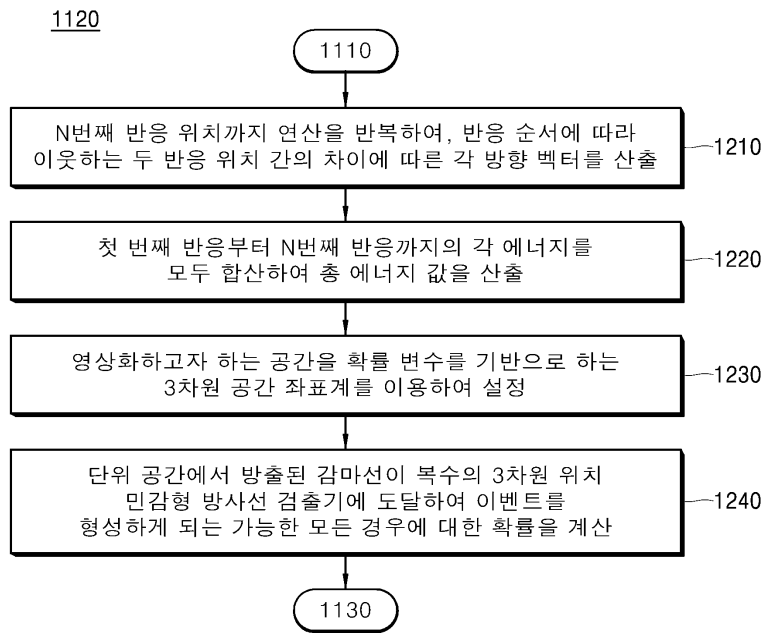 1120
1110
N번째 반응 위치까지 연산을 반복하여, 반응 순서에 따라
이웃하는 두 반응 위치 간의 차이에 따른 각 방향 벡터를 산출
1210
첫 번째 반응부터 N번째 반응까지의 각 에너지를
모두 합산하여 총 에너지 값을 산출
1220
영상화하고자 하는 공간을 확률 변수를 기반으로 하는
3차원 공간 좌표계를 이용하여 설정
1230
단위 공간에서 방출된 감마선이 복수의 3차원 위치
민감형 방사선 검출기에 도달하여 이벤트를
형성하게 되는 가능한 모든 경우에 대한 확률을 계산
1240
1130